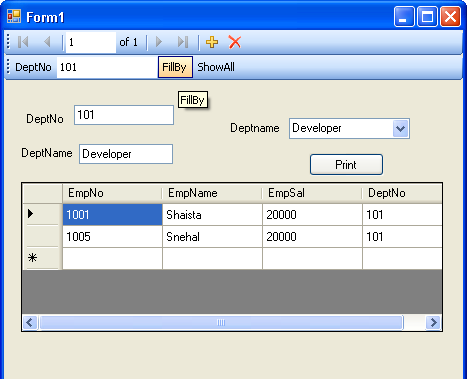 Form1
1 of 1
DeptNo 101 FillBy ShowAll
FillBy
DeptNo 101
Deptname Developer
DeptName Developer
Print
EmpNo EmpName EmpSal DeptNo
1001 Shaista 20000 101
1005 Snehal 20000 101